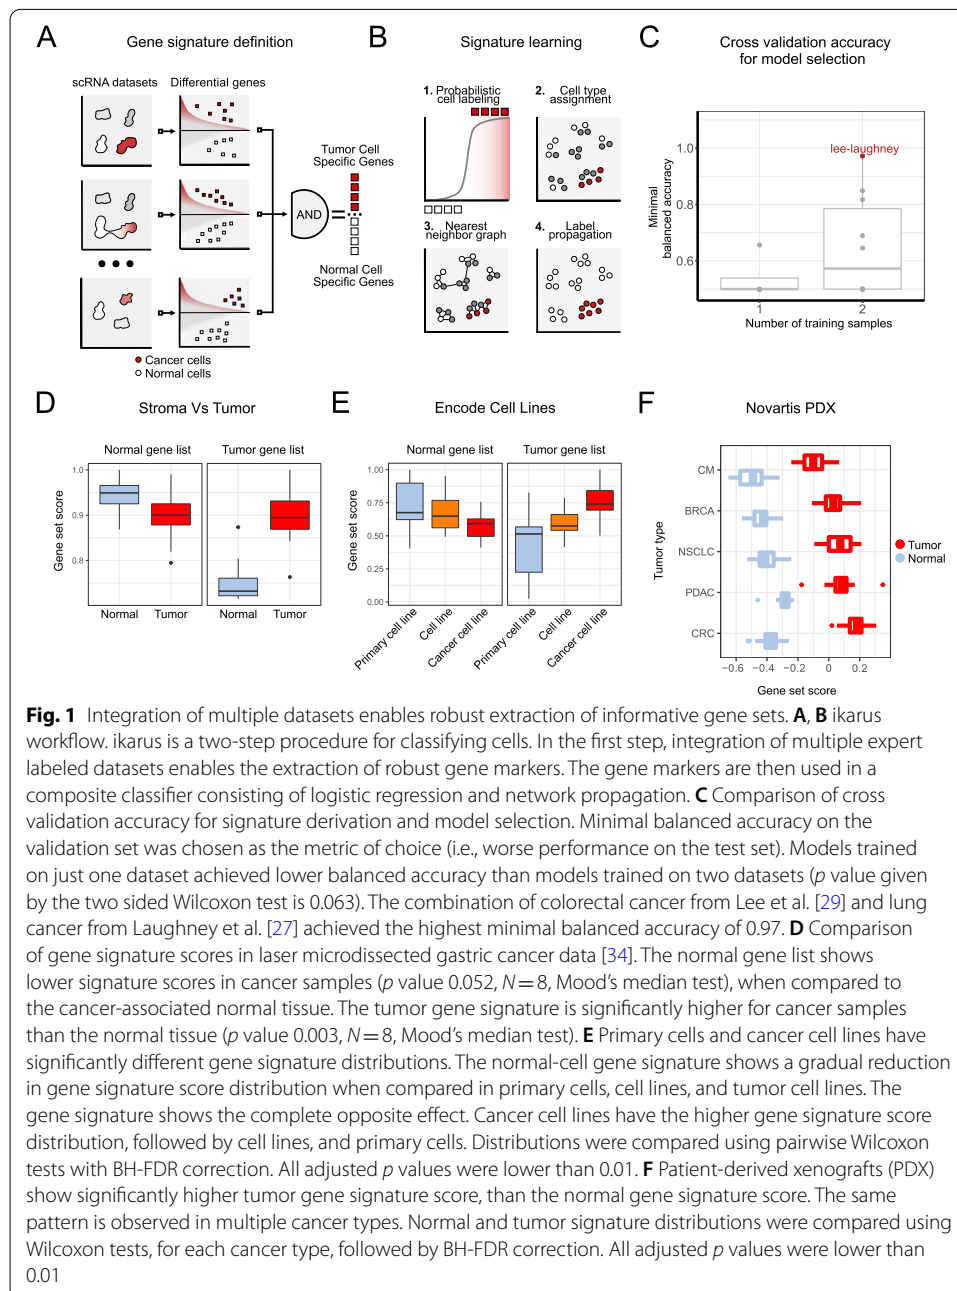 A
Gene signature definition
scRNA datasets
Differential genes
AND
Tumor Cell
Specific Genes
Normal Cell
Specific Genes
Cancer cells
Normal cells
B
Signature learning
1. Probabilistic
cell labeling
2. Cell type
assignment
3. Nearest
neighbor graph
4. Label
propagation
C
Cross validation accuracy
for model selection
lee-laughney
Minimal
balanced accuracy
1.0
0.8
0.6
1
2
Number of training samples
D
Stroma Vs Tumor
Normal gene list
Tumor gene list
Gene set score
1.0
0.9
0.8
Normal
Tumor
Normal
Tumor
E
Encode Cell Lines
Normal gene list
Tumor gene list
Gene set score
1.00
0.75
0.50
0.25
0.00
Primary cell line
Cell line
Cancer cell line
Primary cell line
Cell line
Cancer cell line
F
Novartis PDX
Tumor type
CM
BRCA
NSCLC
PDAC
CRC
−0.6
−0.4
−0.2
0
0.2
Gene set score
Tumor
Normal
Fig. 1 Integration of multiple datasets enables robust extraction of informative gene sets. A, B ikarus
workflow. ikarus is a two-step procedure for classifying cells. In the first step, integration of multiple expert
labeled datasets enables the extraction of robust gene markers. The gene markers are then used in a
composite classifier consisting of logistic regression and network propagation. C Comparison of cross
validation accuracy for signature derivation and model selection. Minimal balanced accuracy on the
validation set was chosen as the metric of choice (i.e., worse performance on the test set). Models trained
on just one dataset achieved lower balanced accuracy than models trained on two datasets (p value given
by the two sided Wilcoxon test is 0.063). The combination of colorectal cancer from Lee et al. [29] and lung
cancer from Laughney et al. [27] achieved the highest minimal balanced accuracy of 0.97. D Comparison
of gene signature scores in laser microdissected gastric cancer data [34]. The normal gene list shows
lower signature scores in cancer samples (p value 0.052, N = 8, Mood's median test), when compared to
the cancer-associated normal tissue. The tumor gene signature is significantly higher for cancer samples
than the normal tissue (p value 0.003, N = 8, Mood's median test). E Primary cells and cancer cell lines have
significantly different gene signature distributions. The normal-cell gene signature shows a gradual reduction
in gene signature score distribution when compared in primary cells, cell lines, and tumor cell lines. The
gene signature shows the complete opposite effect. Cancer cell lines have the higher gene signature score
distribution, followed by cell lines, and primary cells. Distributions were compared using pairwise Wilcoxon
tests with BH-FDR correction. All adjusted p values were lower than 0.01. F Patient-derived xenografts (PDX)
show significantly higher tumor gene signature score, than the normal gene signature score. The same
pattern is observed in multiple cancer types. Normal and tumor signature distributions were compared using
Wilcoxon tests, for each cancer type, followed by BH-FDR correction. All adjusted p values were lower than
0.01